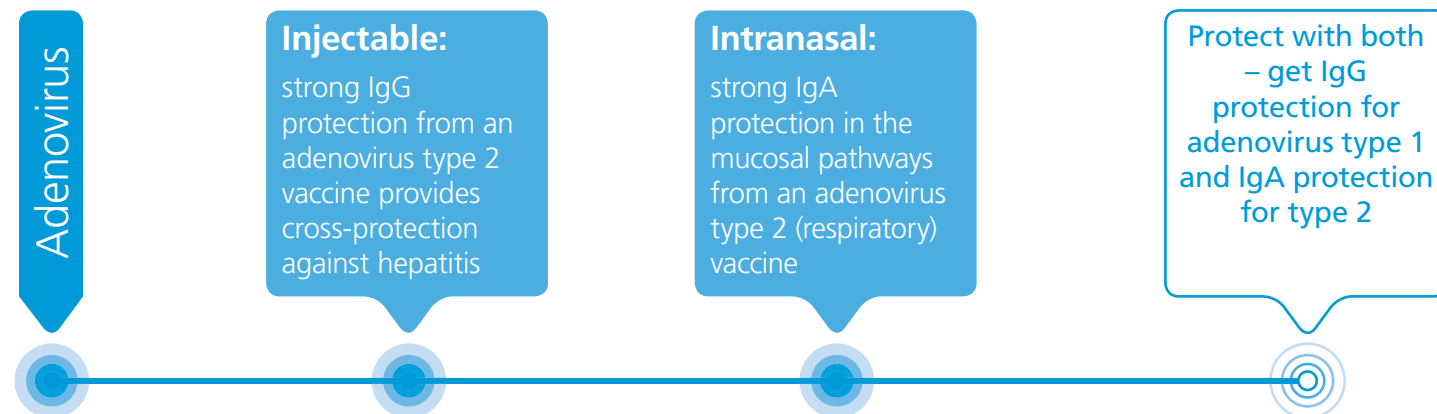 Adenovirus
Injectable:
strong IgG
protection from an
adenovirus type 2
vaccine provides
cross-protection
against hepatitis
Intranasal:
strong IgA
protection in the
mucosal pathways
from an adenovirus
type 2 (respiratory)
vaccine
Protect with both
– get IgG
protection for
adenovirus type 1
and IgA protection
for type 2